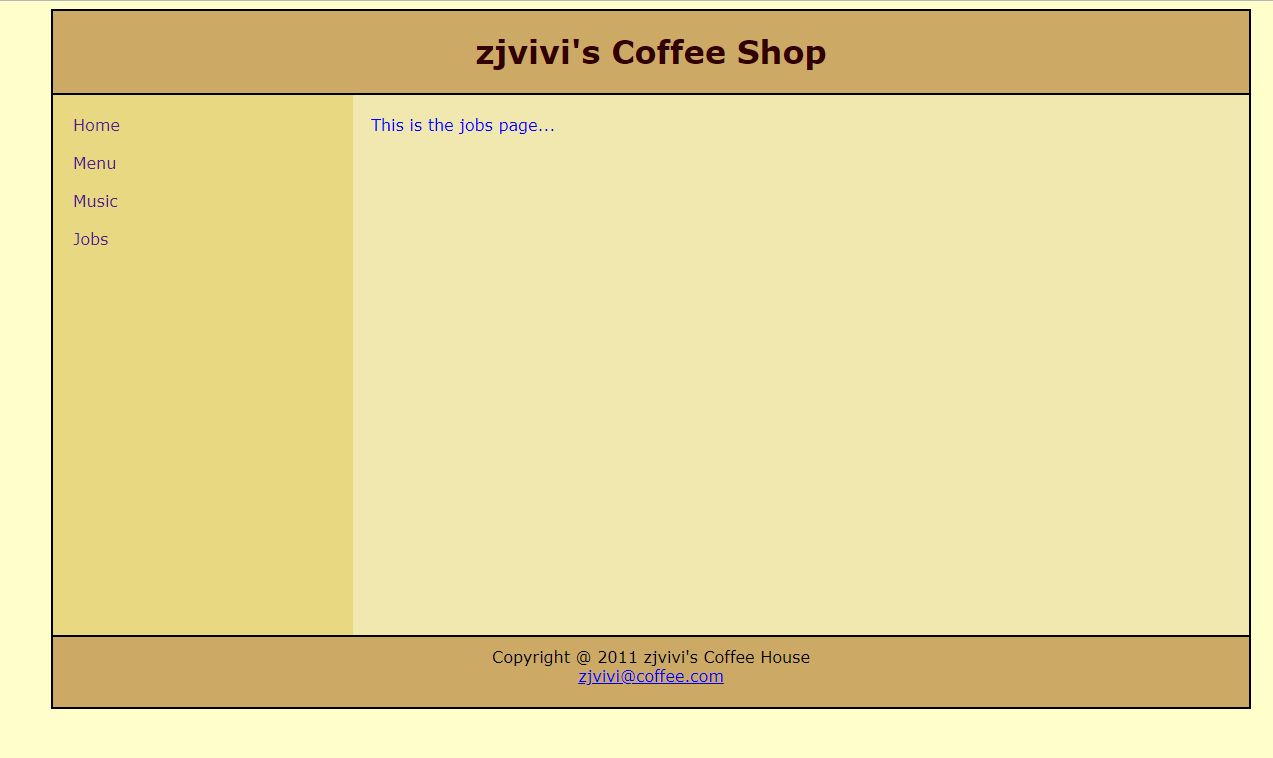 zjvivi's Coffee Shop
Home
Menu
Music
Jobs
This is the jobs page...
Copyright @ 2011 zjvivi's Coffee House
zjvivi@coffee.com